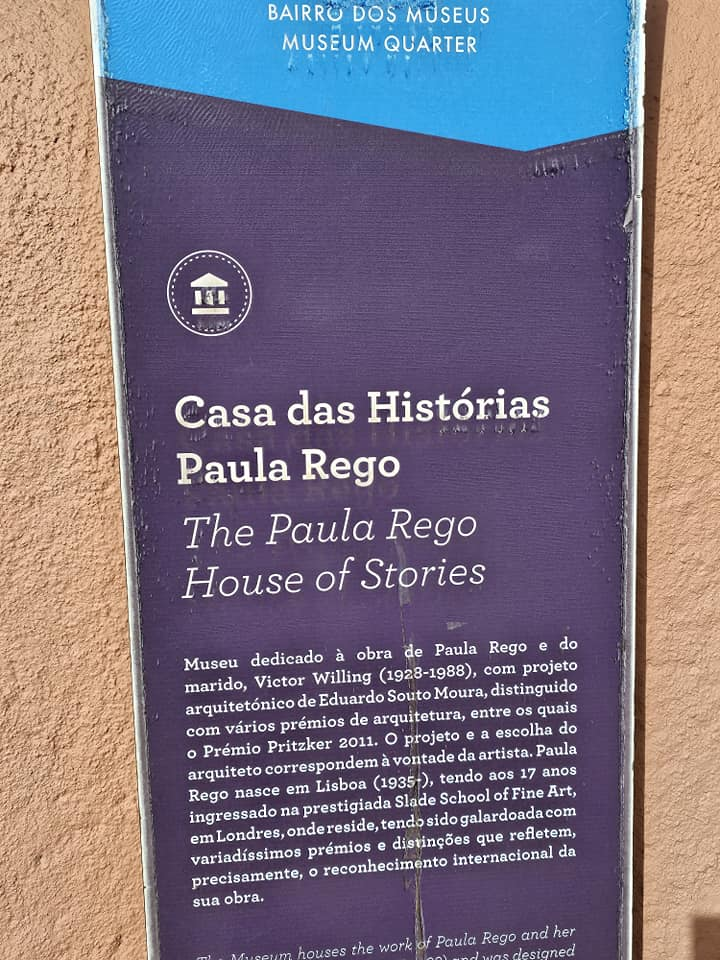 BAIRRO DOS MUSEUS
MUSEUM QUARTER
Casa das Histórias
Paula Rego
The Paula Rego
House of Stories
Museu dedicado à obra de Paula Rego e do
marido, Victor Willing (1928-1988), com projeto
arquitetónico de Eduardo Souto Moura, distinguido
com vários prémios de arquitetura, entre os quais
o Prémio Pritzker 2011. O projeto e a escolha do
arquiteto correspondem à vontade da artista. Paula
Rego nasce em Lisboa (1935-), tendo aos 17 anos
ingressado na prestigiada Slade School of Fine Art,
em Londres, onde reside, tendo sido galardoada com
variadíssimos prémios e distinções que refletem,
precisamente, o reconhecimento internacional da
sua obra.
The Museum houses the work of Paula Rego and her
and was designed